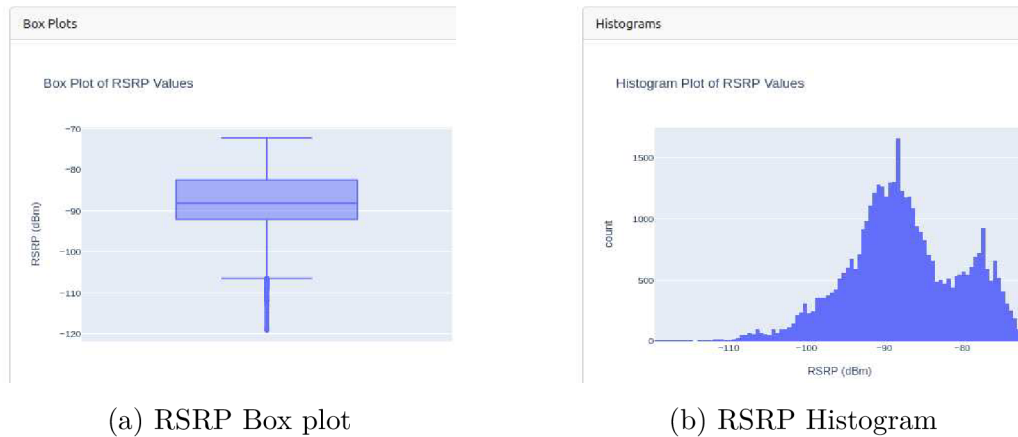 Box Plots
Box Plot of RSRP Values
−70
−80
−90
−100
−110
−120
RSRP (dBm)
(a) RSRP Box plot
Histograms
Histogram Plot of RSRP Values
1500
1000
500
0
count
−110
−100
−90
−80
RSRP (dBm)
(b) RSRP Histogram